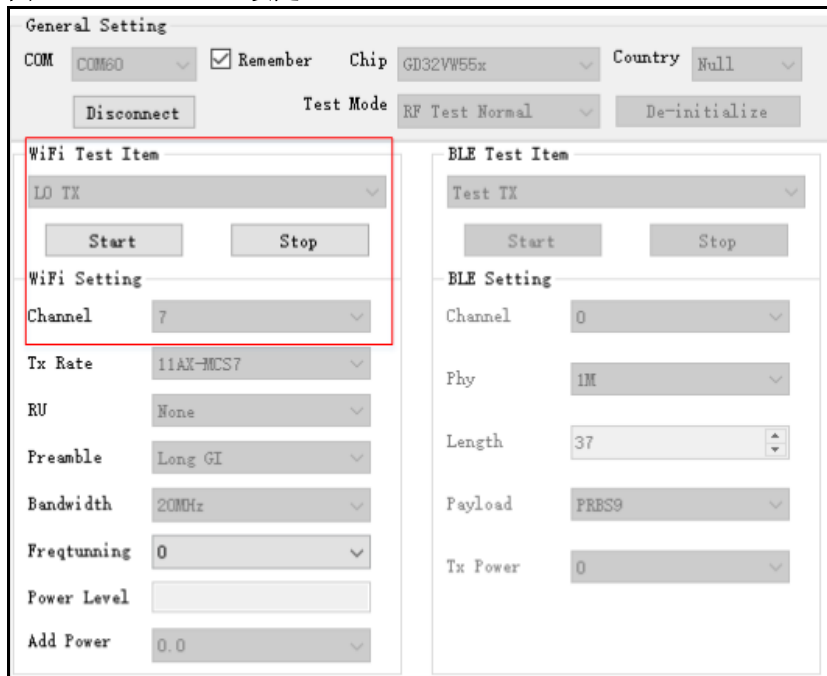 General Setting
COM COM60 Remember Chip GD32VW55x Country Null
Disconnect Test Mode RF Test Normal De-initialize
WiFi Test Item
LO TX
Start Stop
WiFi Setting
Channel 7
Tx Rate 11AX-MCS7
RU None
Preamble Long GI
Bandwidth 20MHz
Freqtunning 0
Power Level
Add Power 0.0
BLE Test Item
Test TX
Start Stop
BLE Setting
Channel 0
Phy 1M
Length 37
Payload PRBS9
Tx Power 0